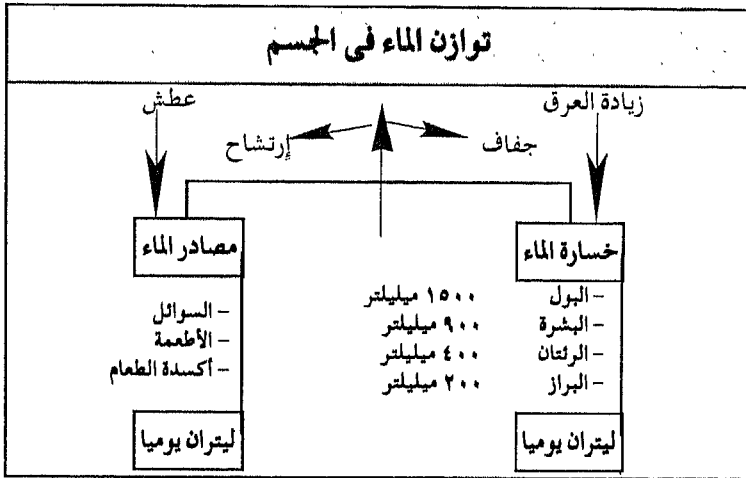 توازن الماء فى الجسم
زيادة العرق
عطش
جفاف
إرتشاح
خسارة الماء
- البول ١٥٠٠ ميليلتر
- البشرة ٩٠٠ ميليلتر
- الرئتان ٤٠٠ ميليلتر
- البراز ٢٠٠ ميليلتر
ليتران يوميا
مصادر الماء
- السوائل
- الأطعمة
- أكسدة الطعام
ليتران يوميا